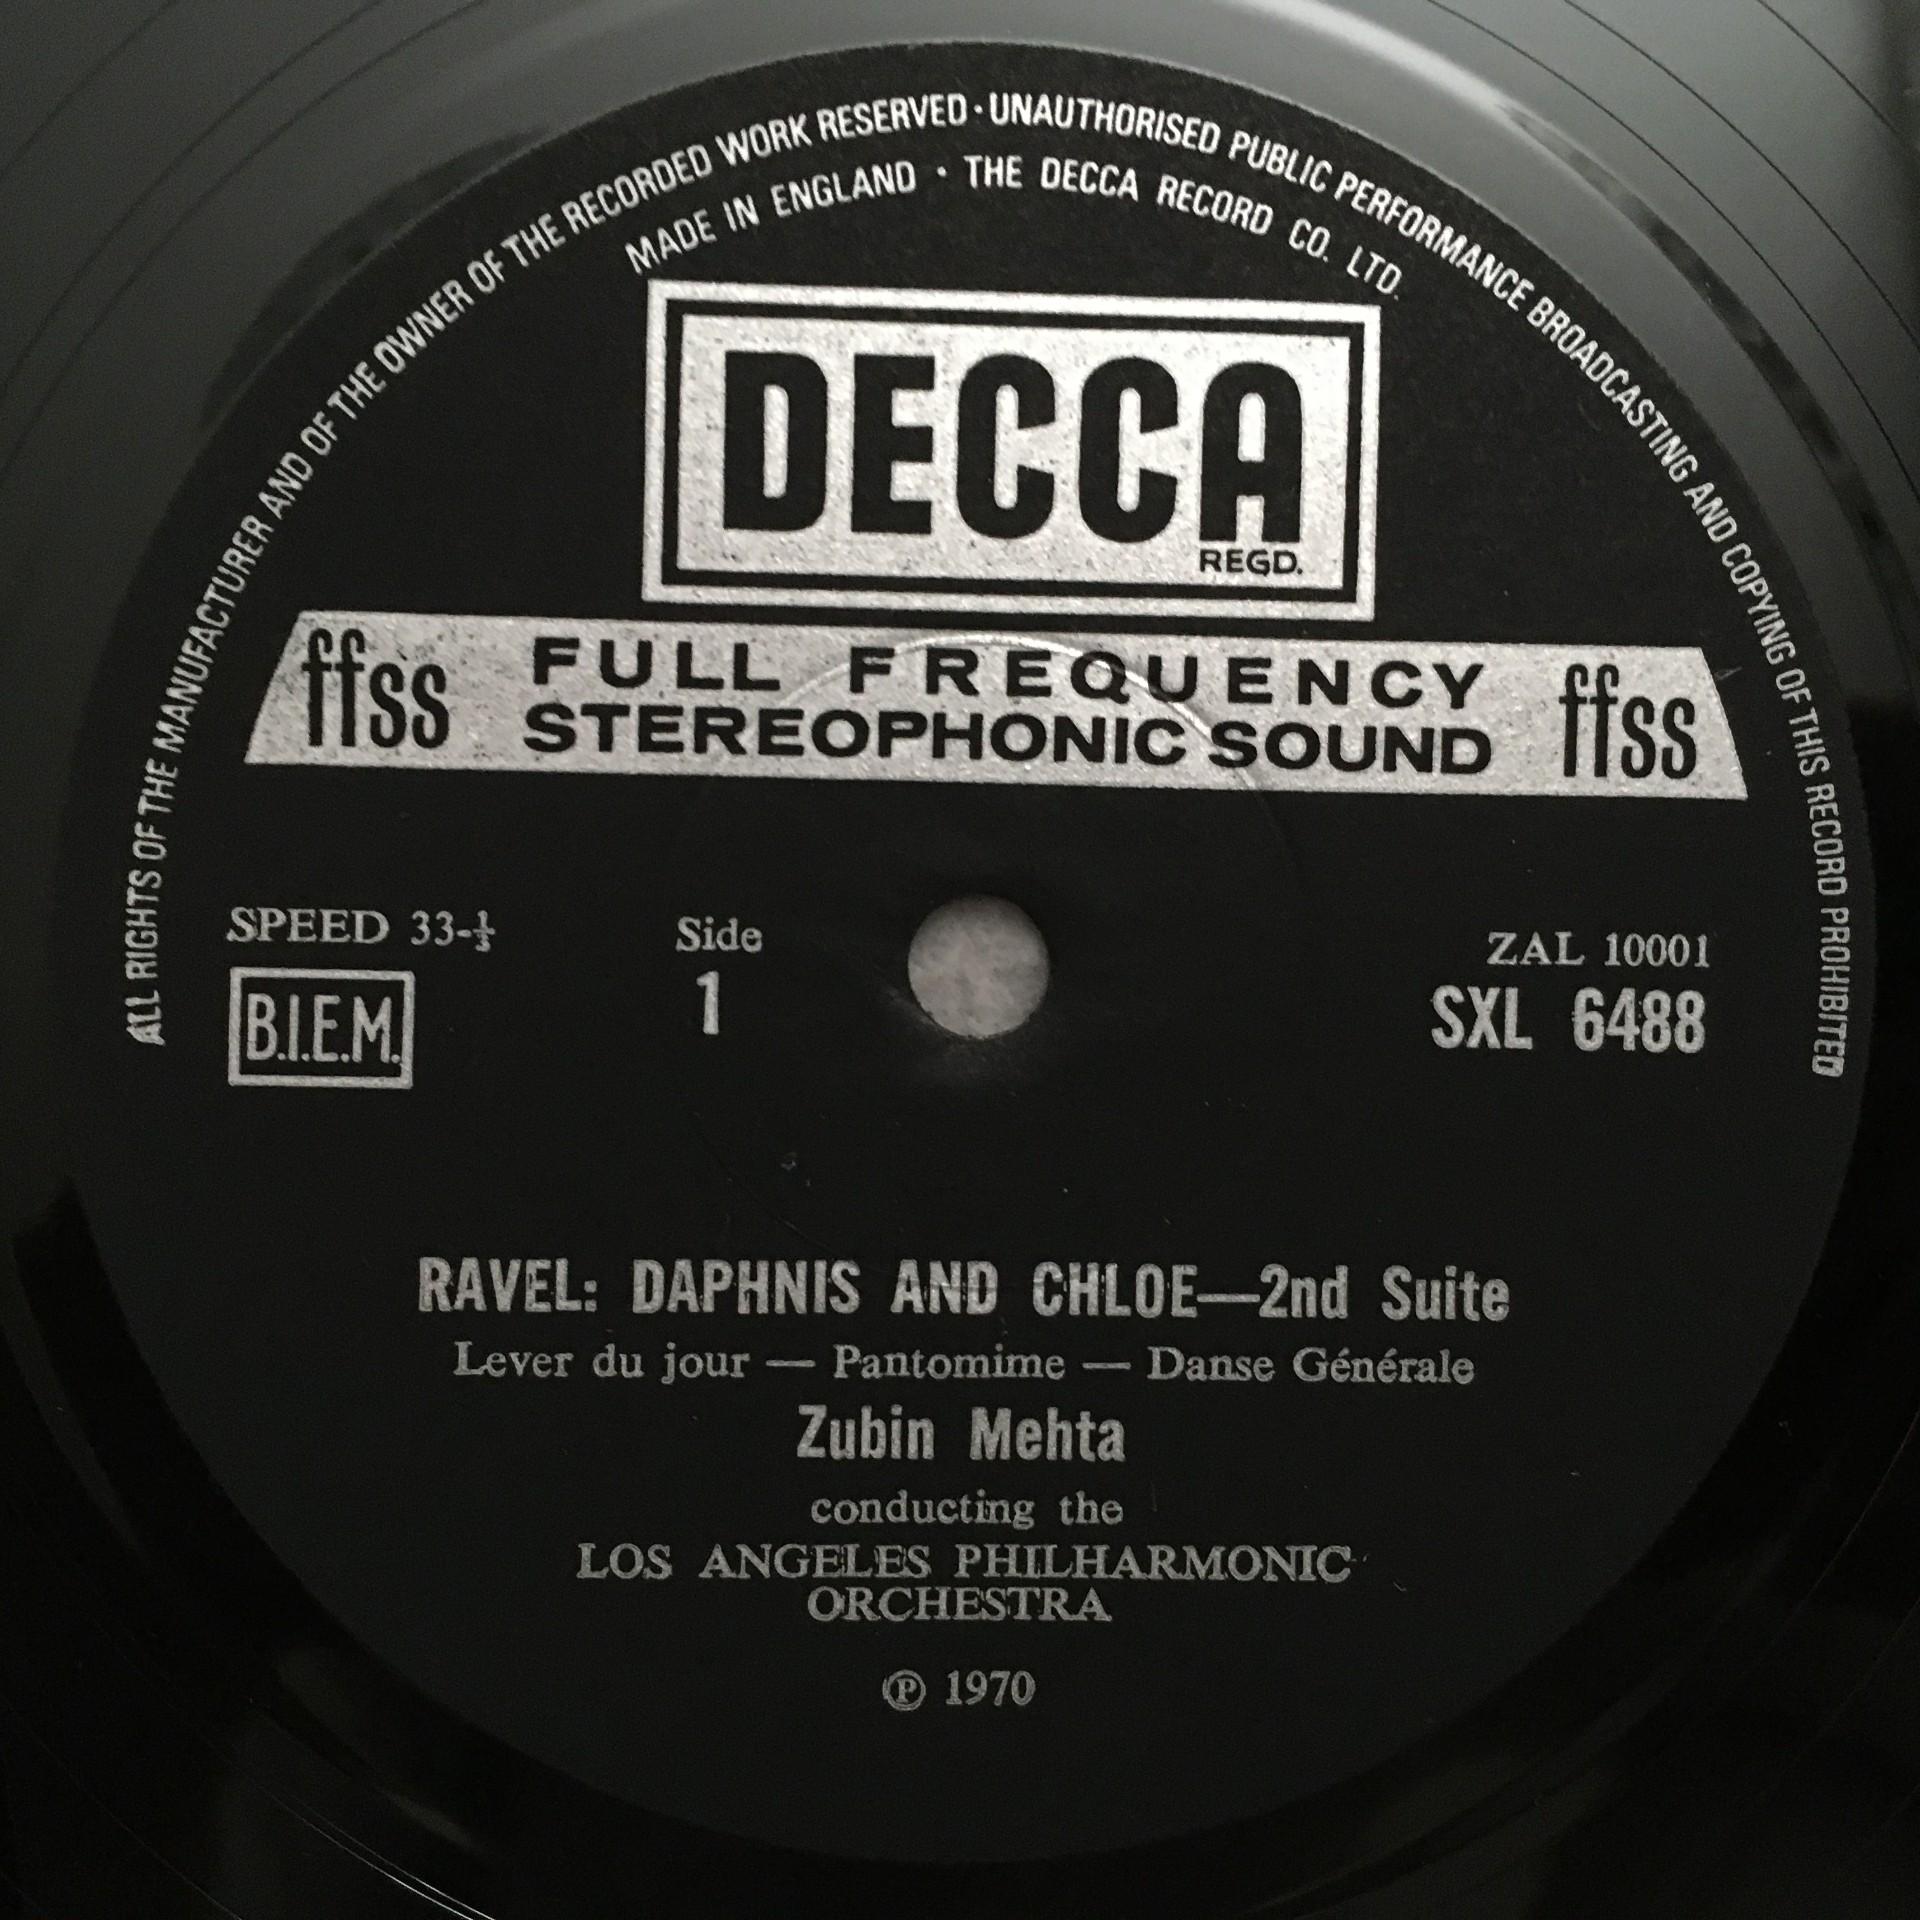 ALL RIGHTS OF THE MANUFACTURER AND OF THE OWNER OF THE RECORDED WORK RESERVED · UNAUTHORISED PUBLIC PERFORMANCE BROADCASTING AND COPYING OF THIS RECORD PROHIBITED
MADE IN ENGLAND · THE DECCA RECORD CO. LTD.
DECCA
REGD.
ffss FULL FREQUENCY ffss
STEREOPHONIC SOUND
SPEED 33-⅓ Side ZAL 10001
B.I.E.M. 1 SXL 6488
RAVEL: DAPHNIS AND CHLOE—2nd Suite
Lever du jour — Pantomime — Danse Générale
Zubin Mehta
conducting the
LOS ANGELES PHILHARMONIC
ORCHESTRA
℗ 1970